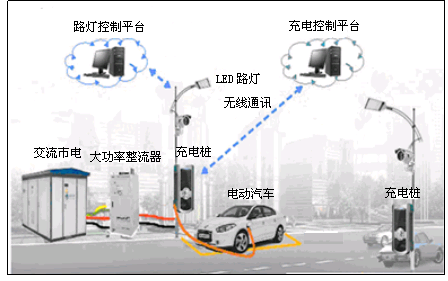 路灯控制平台
充电控制平台
LED 路灯
无线通讯
交流市电
大功率整流器
充电桩
电动汽车
充电桩